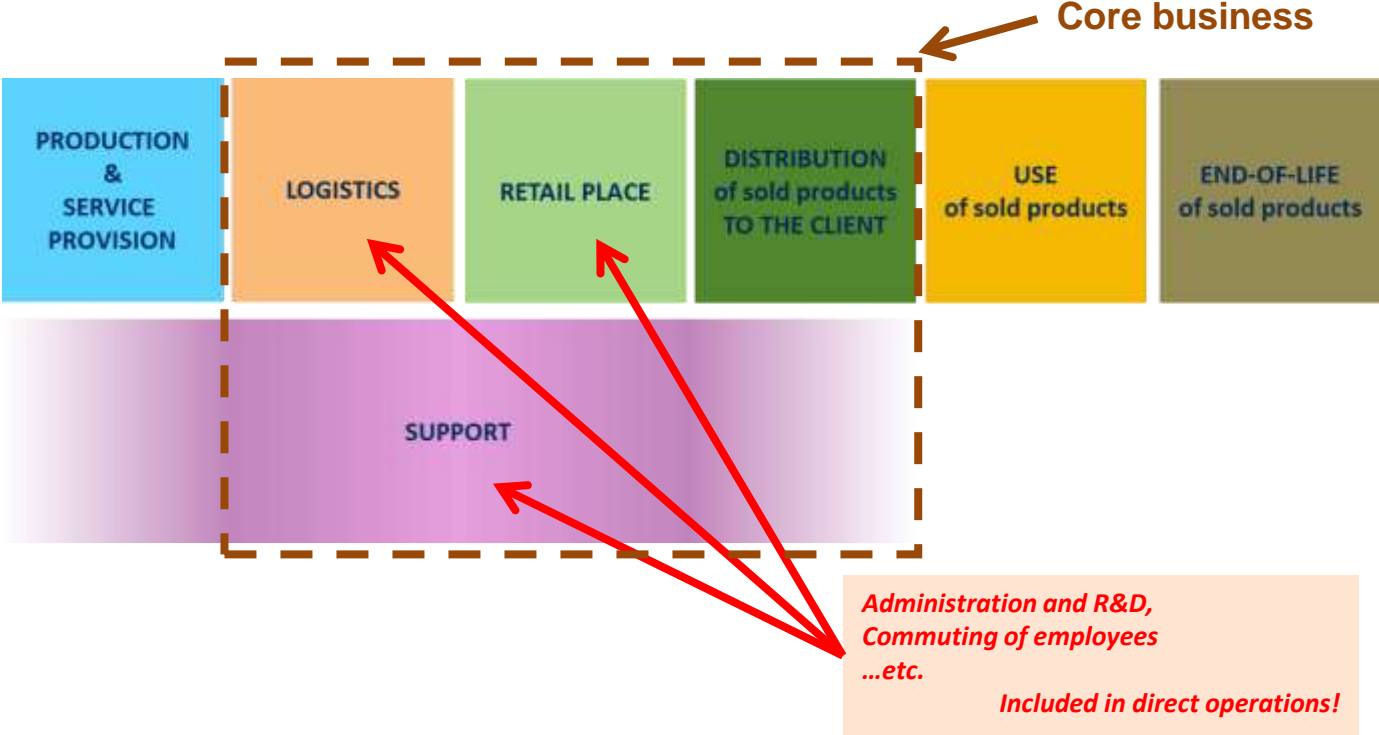 Core business
PRODUCTION
&
SERVICE
PROVISION
LOGISTICS
RETAIL PLACE
DISTRIBUTION
of sold products
TO THE CLIENT
USE
of sold products
END-OF-LIFE
of sold products
SUPPORT
Administration and R&D,
Commuting of employees
...etc.
Included in direct operations!